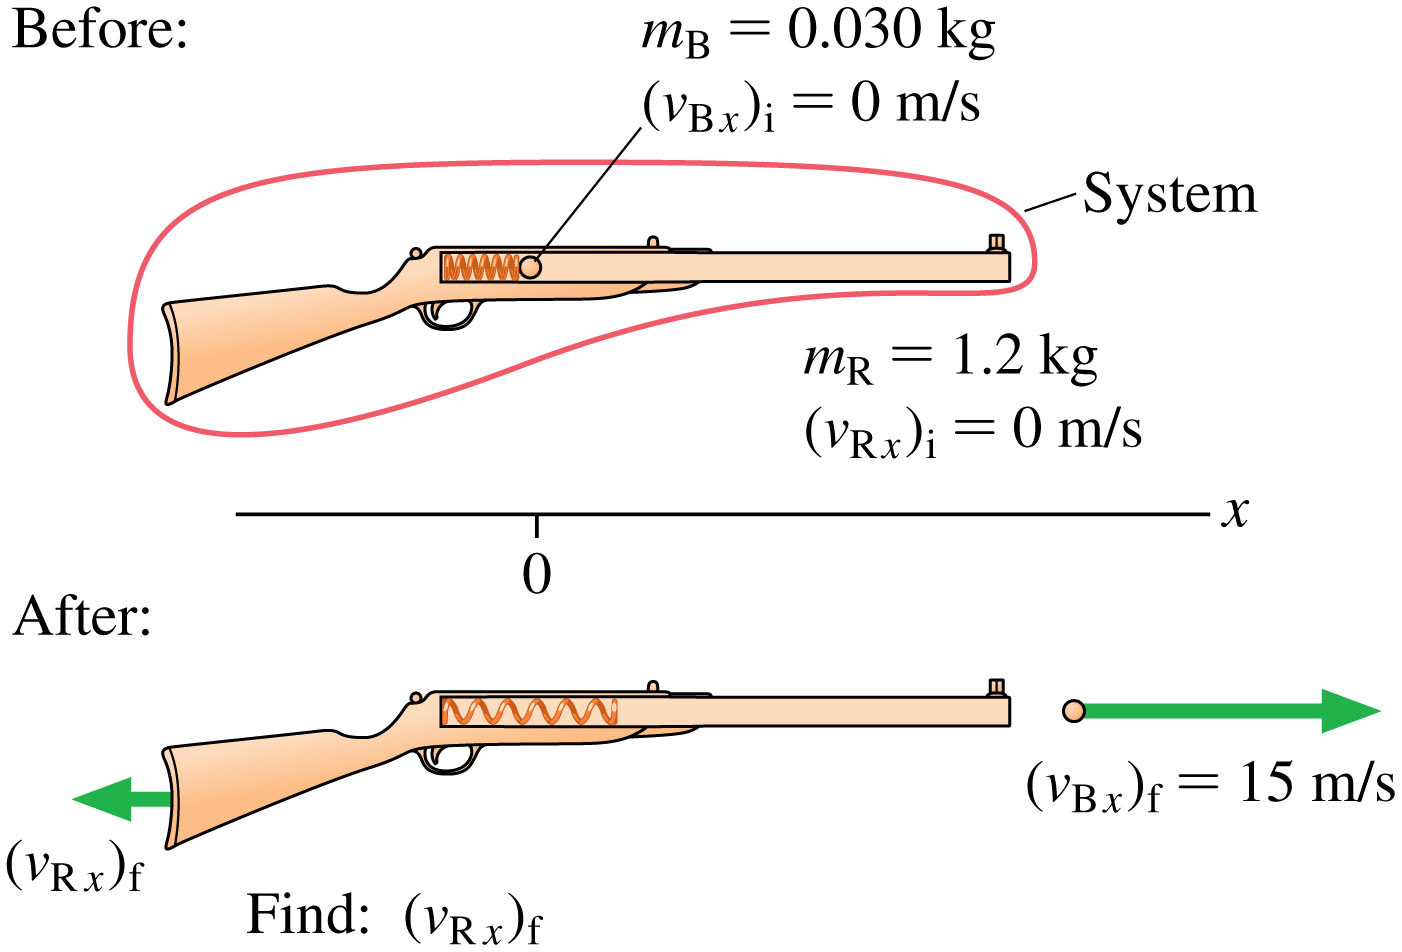 Before:
m_B = 0.030 kg
(v_Bx)_i = 0 m/s
System
m_R = 1.2 kg
(v_Rx)_i = 0 m/s
x
0
After:
(v_Bx)_f = 15 m/s
(v_Rx)_f
Find: (v_Rx)_f